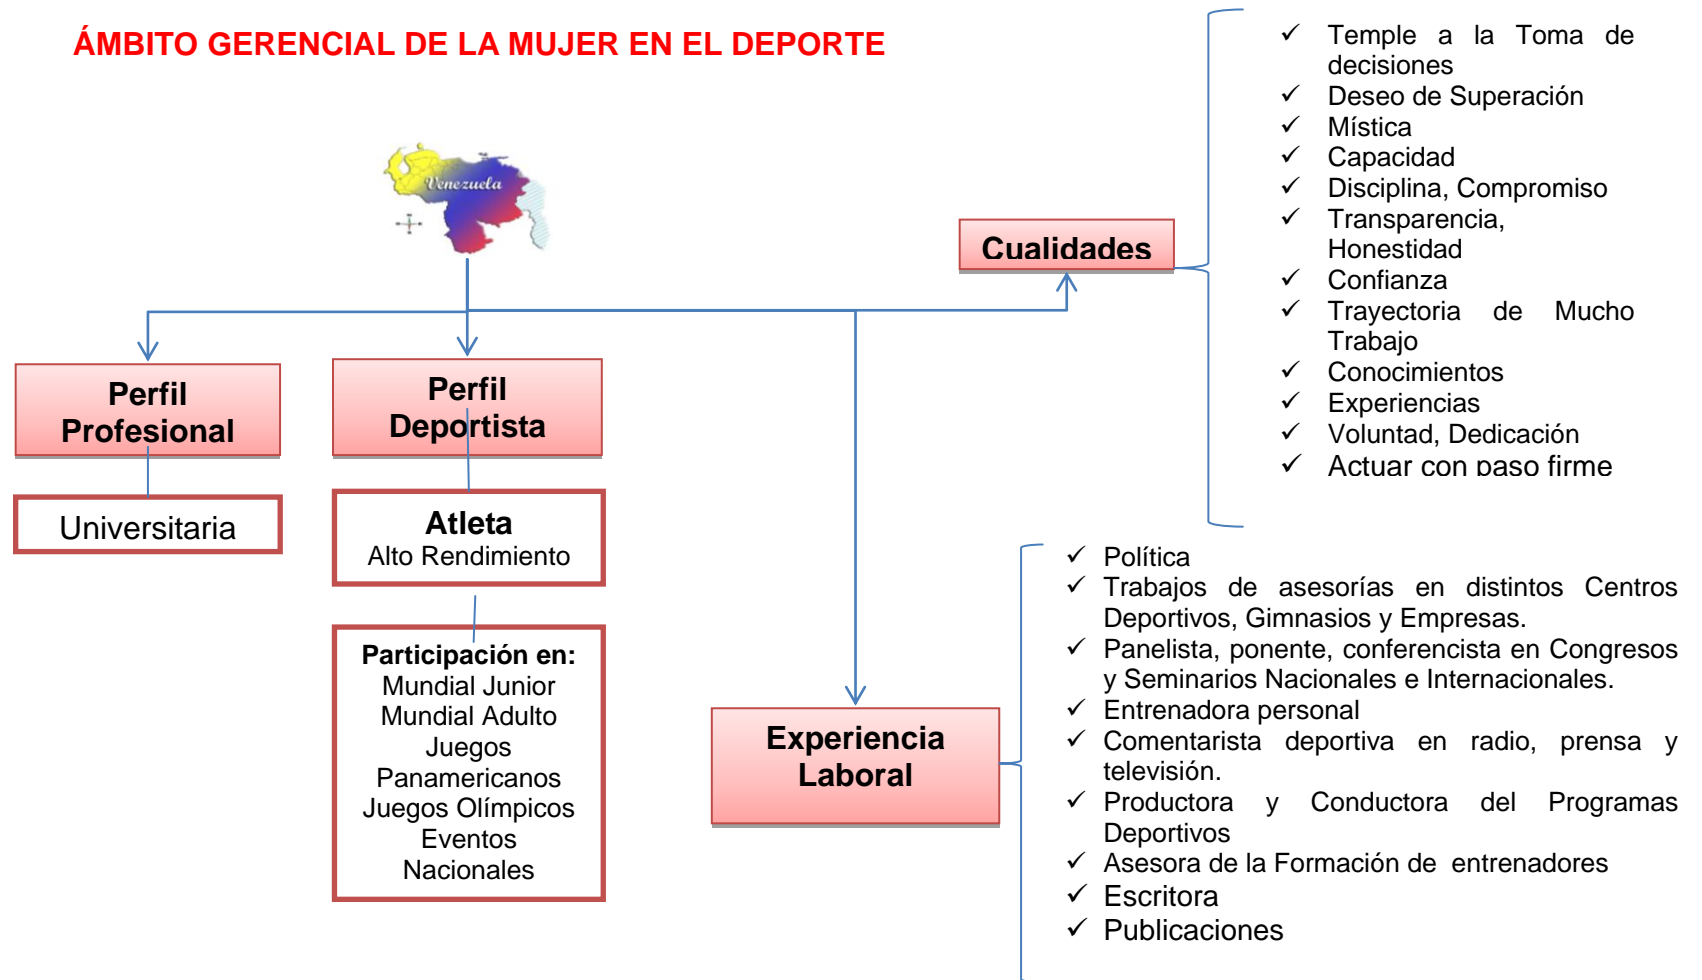 ÁMBITO GERENCIAL DE LA MUJER EN EL DEPORTE
Venezuela
Perfil
Profesional
Universitaria
Perfil
Deportista
Atleta
Alto Rendimiento
Participación en:
Mundial Junior
Mundial Adulto
Juegos
Panamericanos
Juegos Olímpicos
Eventos
Nacionales
Experiencia
Laboral
✓ Política
✓ Trabajos de asesorías en distintos Centros
Deportivos, Gimnasios y Empresas.
✓ Panelista, ponente, conferencista en Congresos
y Seminarios Nacionales e Internacionales.
✓ Entrenadora personal
✓ Comentarista deportiva en radio, prensa y
televisión.
✓ Productora y Conductora del Programas
Deportivos
✓ Asesora de la Formación de entrenadores
✓ Escritora
✓ Publicaciones
Cualidades
✓ Temple a la Toma de
decisiones
✓ Deseo de Superación
✓ Mística
✓ Capacidad
✓ Disciplina, Compromiso
✓ Transparencia,
Honestidad
✓ Confianza
✓ Trayectoria de Mucho
Trabajo
✓ Conocimientos
✓ Experiencias
✓ Voluntad, Dedicación
✓ Actuar con paso firme